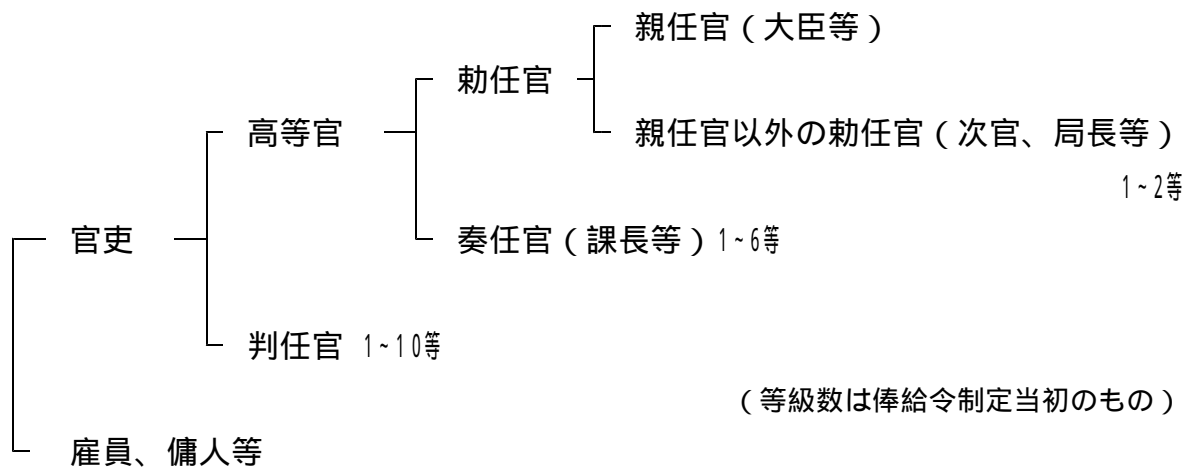 親任官（大臣等）
勅任官
高等官
親任官以外の勅任官（次官、局長等）
1~2等
官吏
奏任官（課長等）1~6等
判任官 1~10等
（等級数は俸給令制定当初のもの）
雇員、傭人等